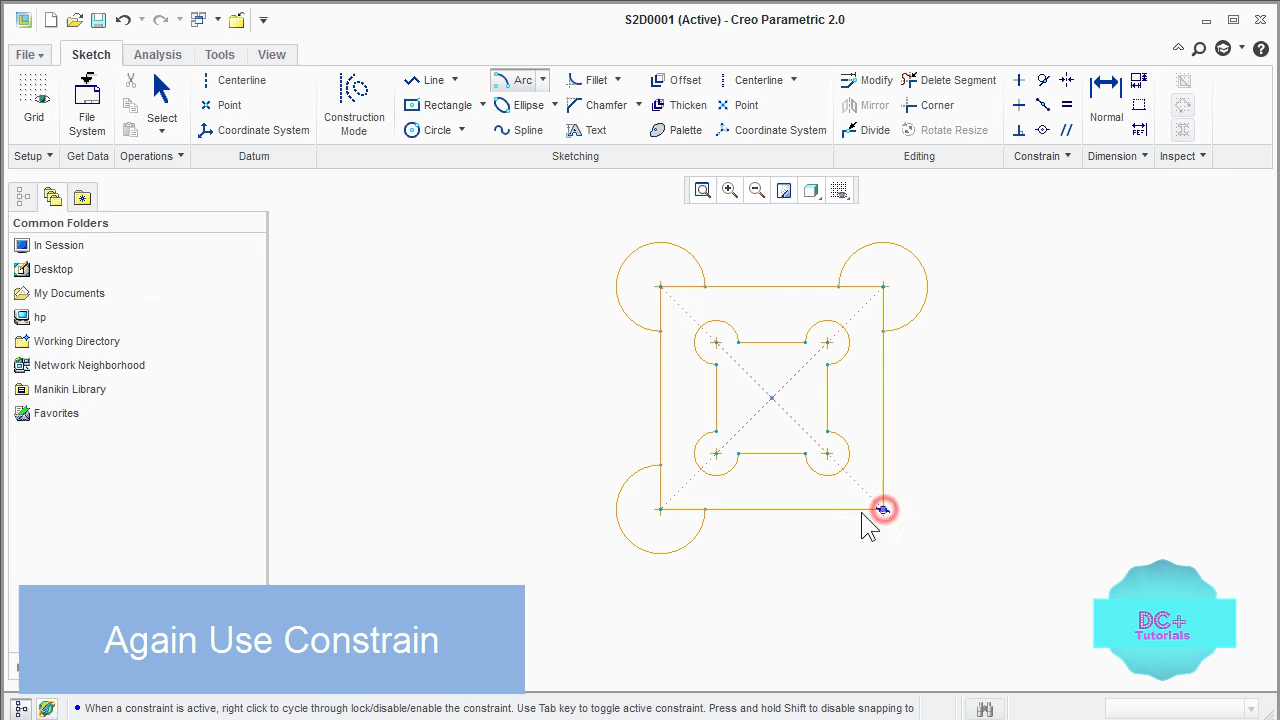 S2D0001 (Active) - Creo Parametric 2.0
File
Sketch
Analysis
Tools
View
Grid
File
System
Select
Centerline
Point
Coordinate System
Construction
Mode
Line
Rectangle
Circle
Arc
Ellipse
Spline
Fillet
Chamfer
Text
Offset
Thicken
Palette
Centerline
Point
Coordinate System
Modify
Mirror
Divide
Delete Segment
Corner
Rotate Resize
Normal
Setup
Get Data
Operations
Datum
Sketching
Editing
Constrain
Dimension
Inspect
Common Folders
In Session
Desktop
My Documents
hp
Working Directory
Network Neighborhood
Manikin Library
Favorites
Again Use Constrain
DC+
Tutorials
When a constraint is active, right click to cycle through lock/disable/enable the constraint. Use Tab key to toggle active constraint. Press and hold Shift to disable snapping to